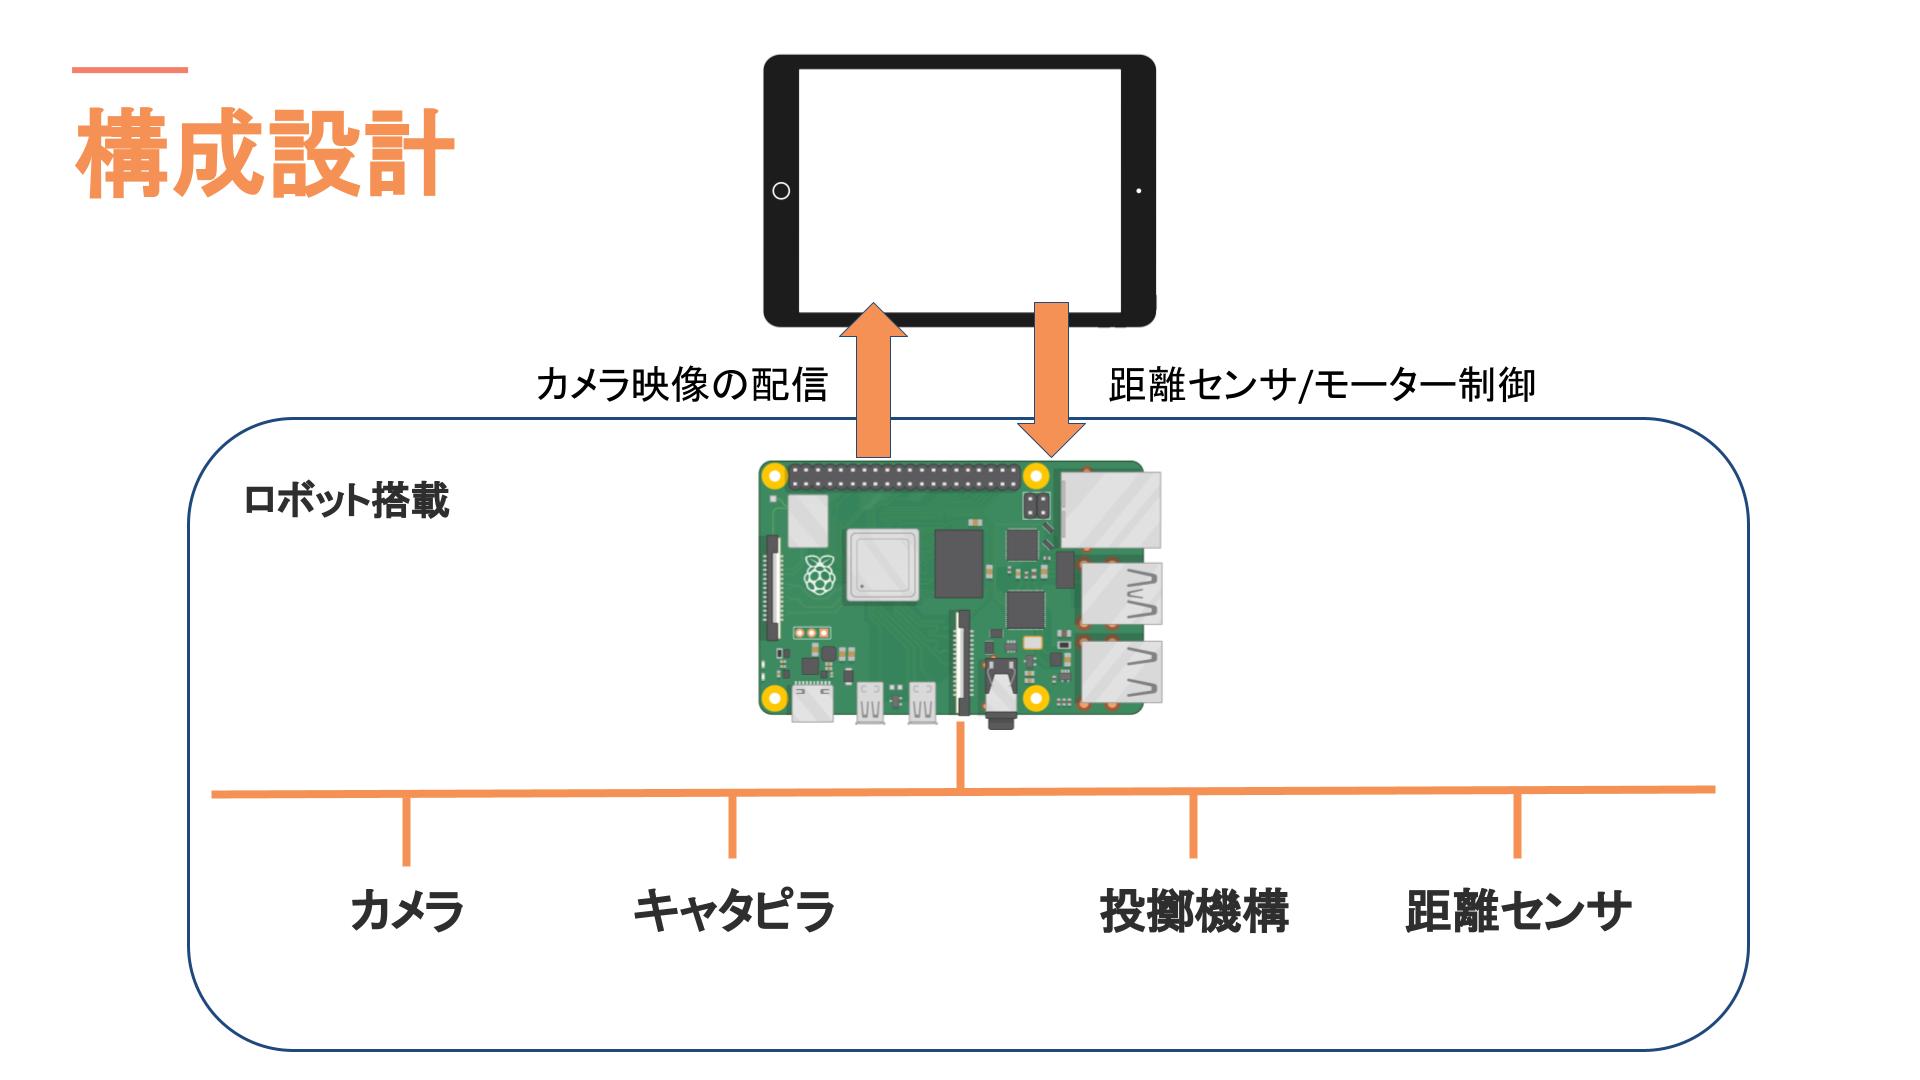 構成設計
カメラ映像の配信
距離センサ/モーター制御
ロボット搭載
カメラ
キャタピラ
投擲機構
距離センサ